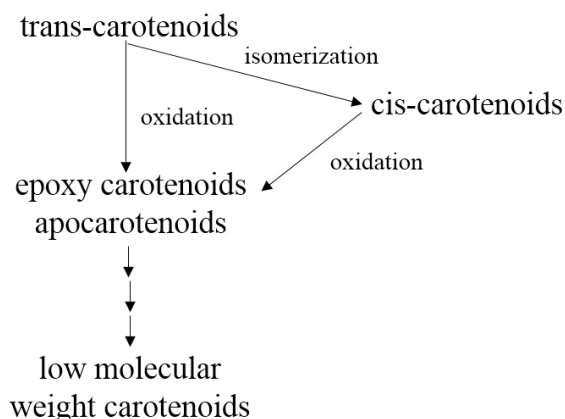 trans-carotenoids
isomerization
cis-carotenoids
oxidation
oxidation
epoxy carotenoids
apocarotenoids
low molecular
weight carotenoids